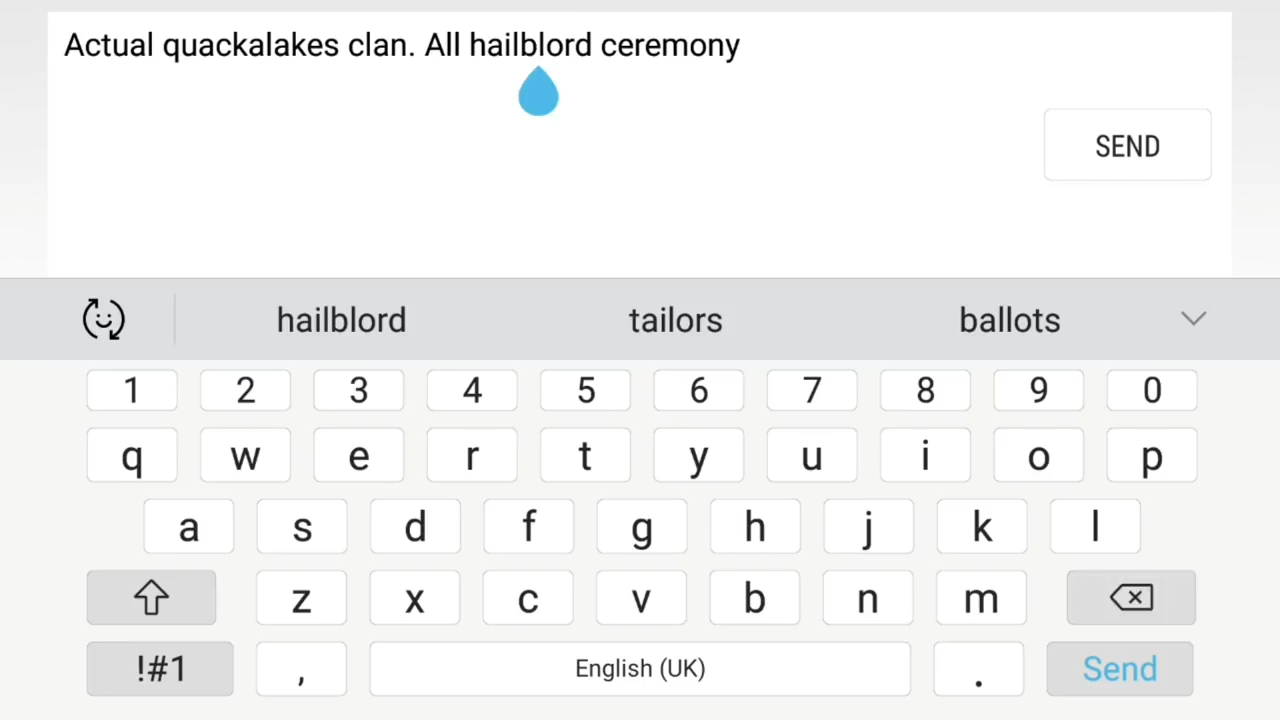 Actual quackalakes clan. All hailblord ceremony
SEND
hailblord tailors ballots
1 2 3 4 5 6 7 8 9 0
q w e r t y u i o p
a s d f g h j k l
z x c v b n m
!#1 , English (UK) . Send